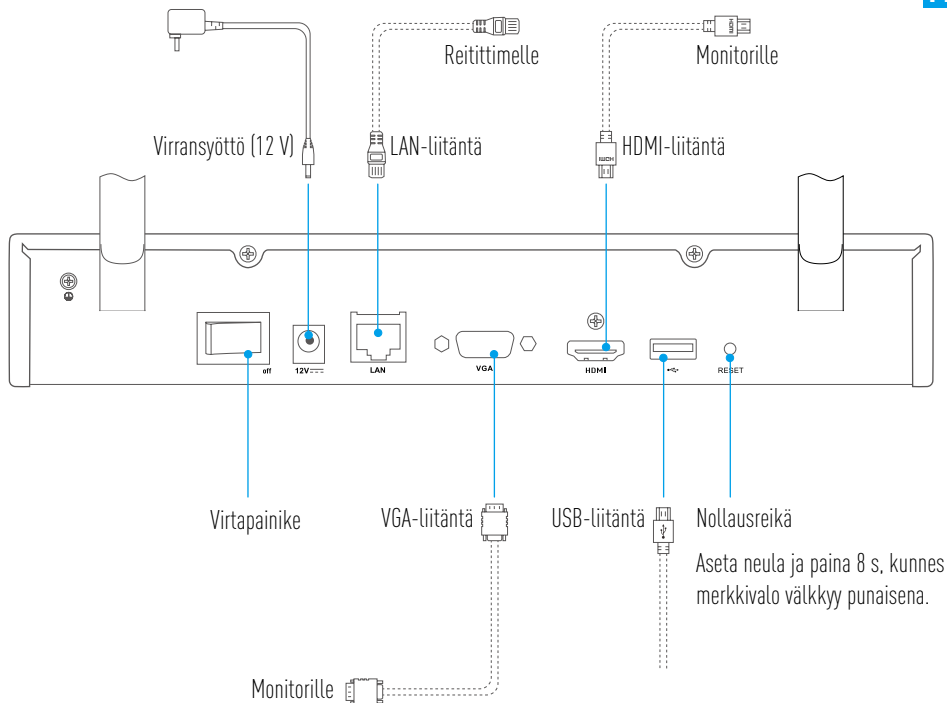 Reitittimelle
Monitorille
Virransyöttö (12 V)
LAN-liitäntä
HDMI
HDMI-liitäntä
off
12V
LAN
VGA
HDMI
RESET
Virtapainike
VGA-liitäntä
USB-liitäntä
Nollausreikä
Aseta neula ja paina 8 s, kunnes
merkkivalo välkkyy punaisena.
Monitorille